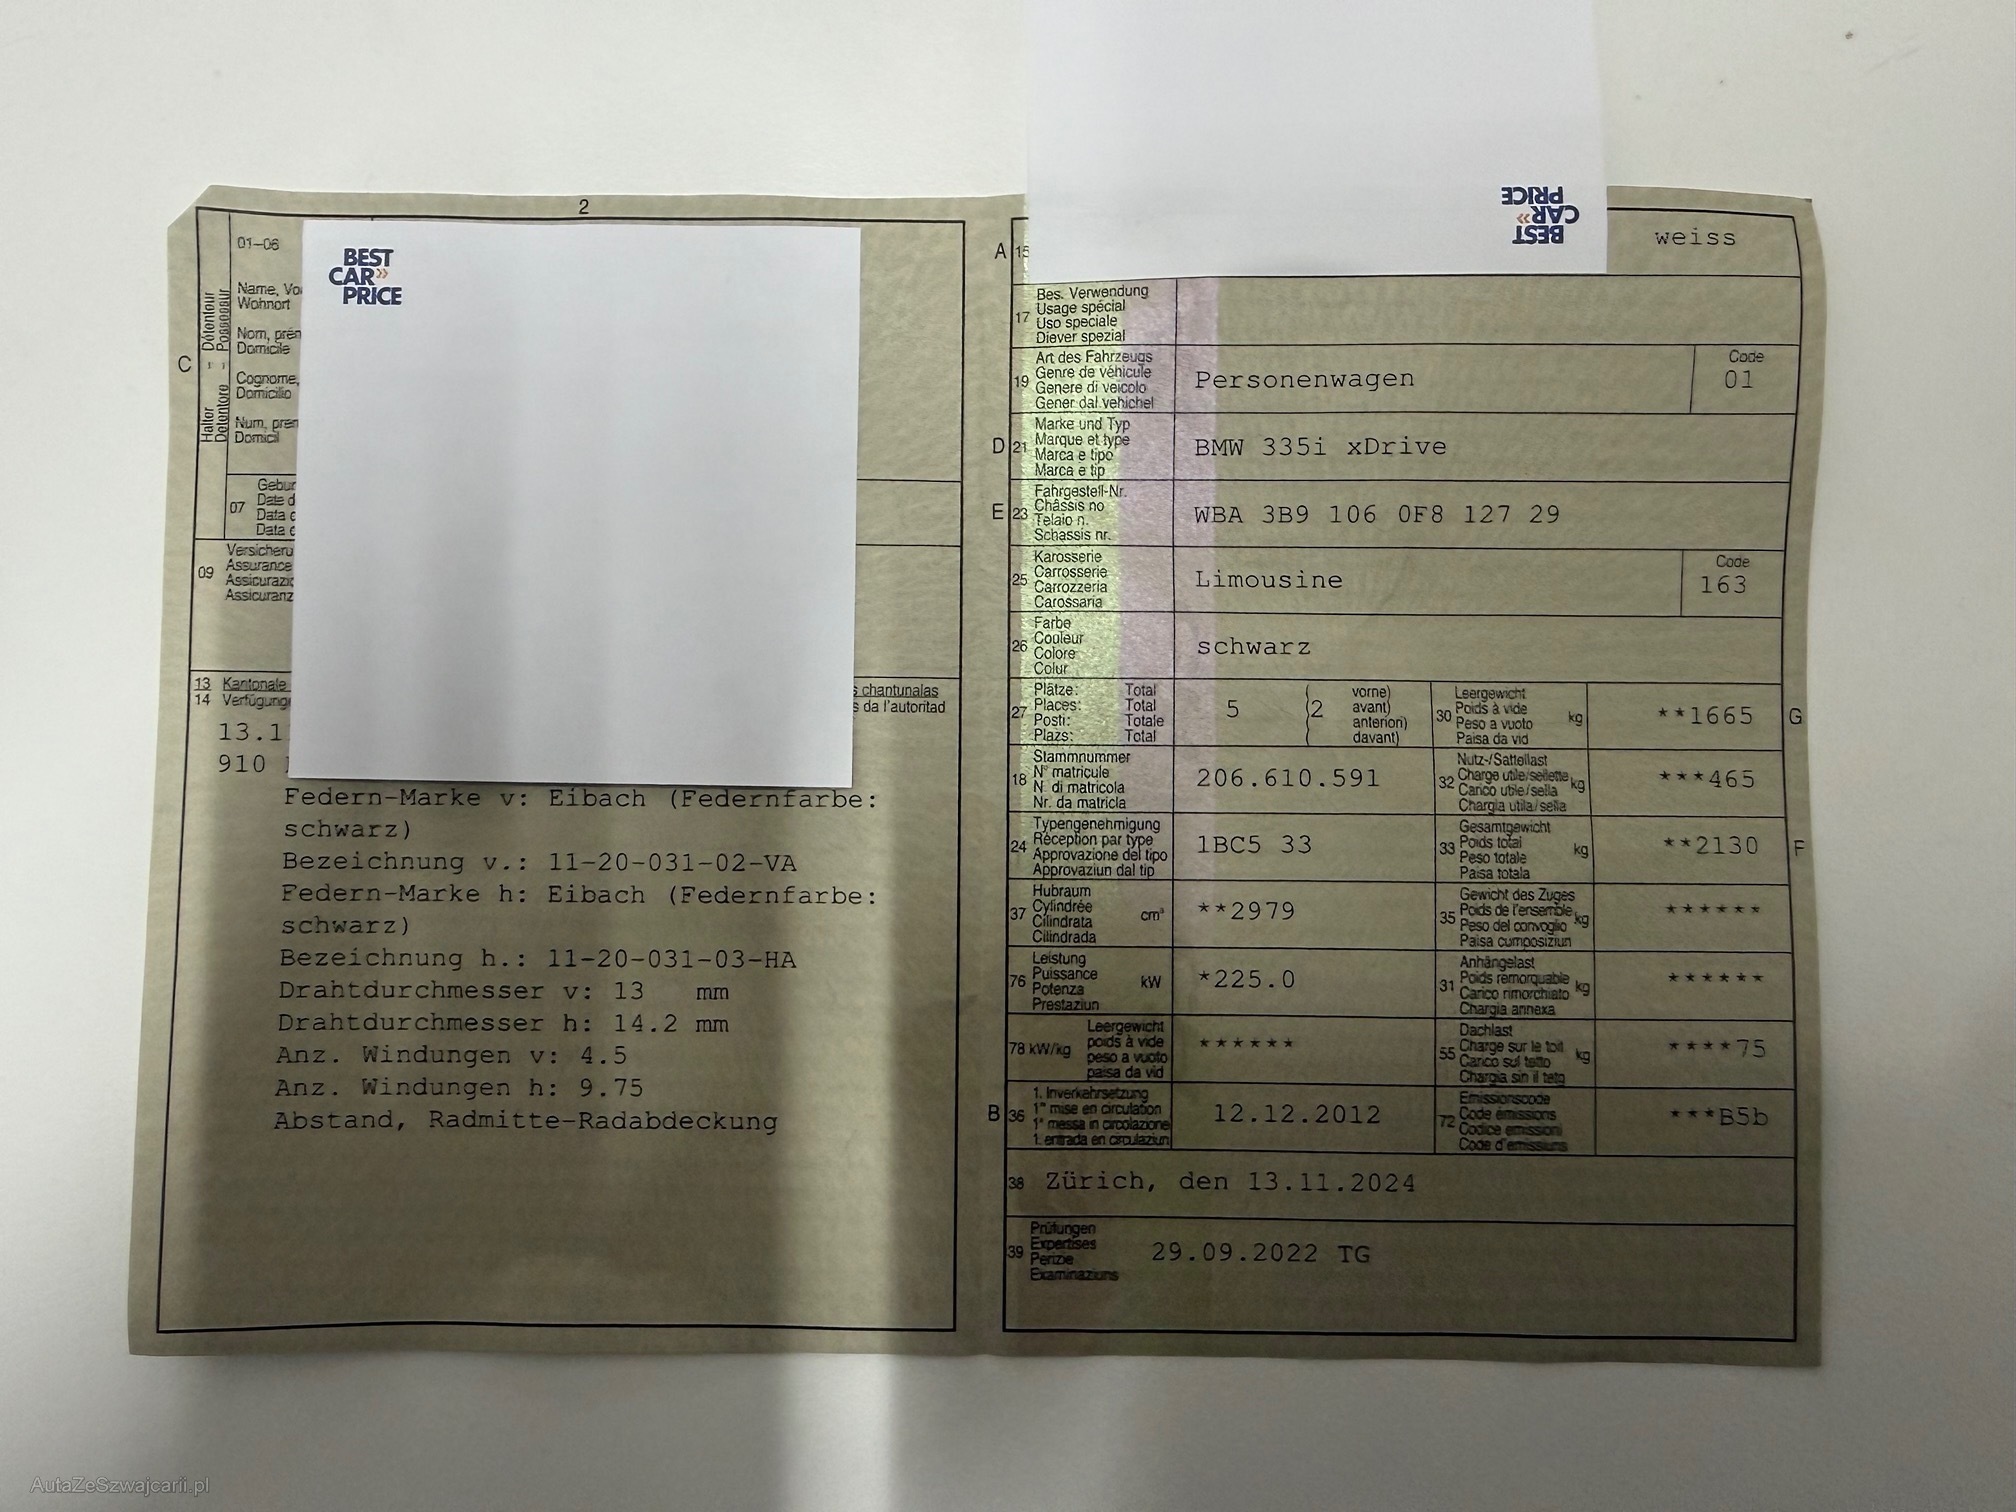 2
01-06
Name, Vo
Wohnort
Nom, prén
Domicile
Cognome,
Domicilio
Num, pren
Domicil
C
Halter
Détenteur
Detentore
Possessur
07
Gebur
Date d
Data c
Data c
09
Versicheru
Assurance
Assicurazio
Assicuranz
BEST
CAR»
PRICE
13 Kantonale
s chantunalas
14 Verfügung
s da l'autoritad
13.1
910
Federn-Marke v: Eibach (Federnfarbe:
schwarz)
Bezeichnung v.: 11-20-031-02-VA
Federn-Marke h: Eibach (Federnfarbe:
schwarz)
Bezeichnung h.: 11-20-031-03-HA
Drahtdurchmesser v: 13 mm
Drahtdurchmesser h: 14.2 mm
Anz. Windungen v: 4.5
Anz. Windungen h: 9.75
Abstand, Radmitte-Radabdeckung
BEST
CAR»
PRICE
A 15
weiss
17
Bes. Verwendung
Usage spécial
Uso speciale
Diever spezial
19
Art des Fahrzeugs
Genre de véhicule
Genere di veicolo
Gener dal vehichel
Personenwagen
Code
01
D 21
Marke und Typ
Marque et type
Marca e tipo
Marca e tip
BMW 335i xDrive
E 23
Fahrgestell-Nr.
Châssis no
Telaio n.
Schassis nr.
WBA 3B9 106 0F8 127 29
25
Karosserie
Carrosserie
Carrozzeria
Carossaria
Limousine
Code
163
26
Farbe
Couleur
Colore
Colur
schwarz
27
Plätze: Total
Places: Total
Posti: Totale
Plazs: Total
5
(2
vorne)
avant)
anteriori)
davant)
30
Leergewicht
Poids à vide
Peso a vuoto
Paisa da vid
kg
**1665
G
18
Stammnummer
N° matricule
N. di matricola
Nr. da matricla
206.610.591
32
Nutz-/Sattellast
Charge utile/sellette
Carico utile/sella
Chargia utila/sella
kg
***465
24
Typengenehmigung
Réception par type
Approvazione del tipo
Approvaziun dal tip
1BC5 33
33
Gesamtgewicht
Poids total
Peso totale
Paisa totala
kg
**2130
F
37
Hubraum
Cylindrée
Cilindrata
Cilindrada
cm³
**2979
35
Gewicht des Zuges
Poids de l'ensemble
Peso del convoglio
Paisa cumposiziun
kg
******
76
Leistung
Puissance
Potenza
Prestaziun
kW
*225.0
31
Anhängelast
Poids remorquable
Carico rimorchiato
Chargia annexa
kg
******
78 kW/kg
Leergewicht
poids à vide
peso a vuoto
paisa da vid
******
55
Dachlast
Charge sur le toit
Carico sul tetto
Chargia sin il tetg
kg
****75
B 36
1. Inverkehrsetzung
1re mise en circulation
1a messa in circolazione
1. entrada en circulaziun
12.12.2012
72
Emissionscode
Code émissions
Codice emissioni
Code d'emissiuns
***B5b
38
Zürich, den 13.11.2024
39
Prüfungen
Expertises
Perizie
Examinaziuns
29.09.2022 TG
AutaZeSzwajcarii.pl